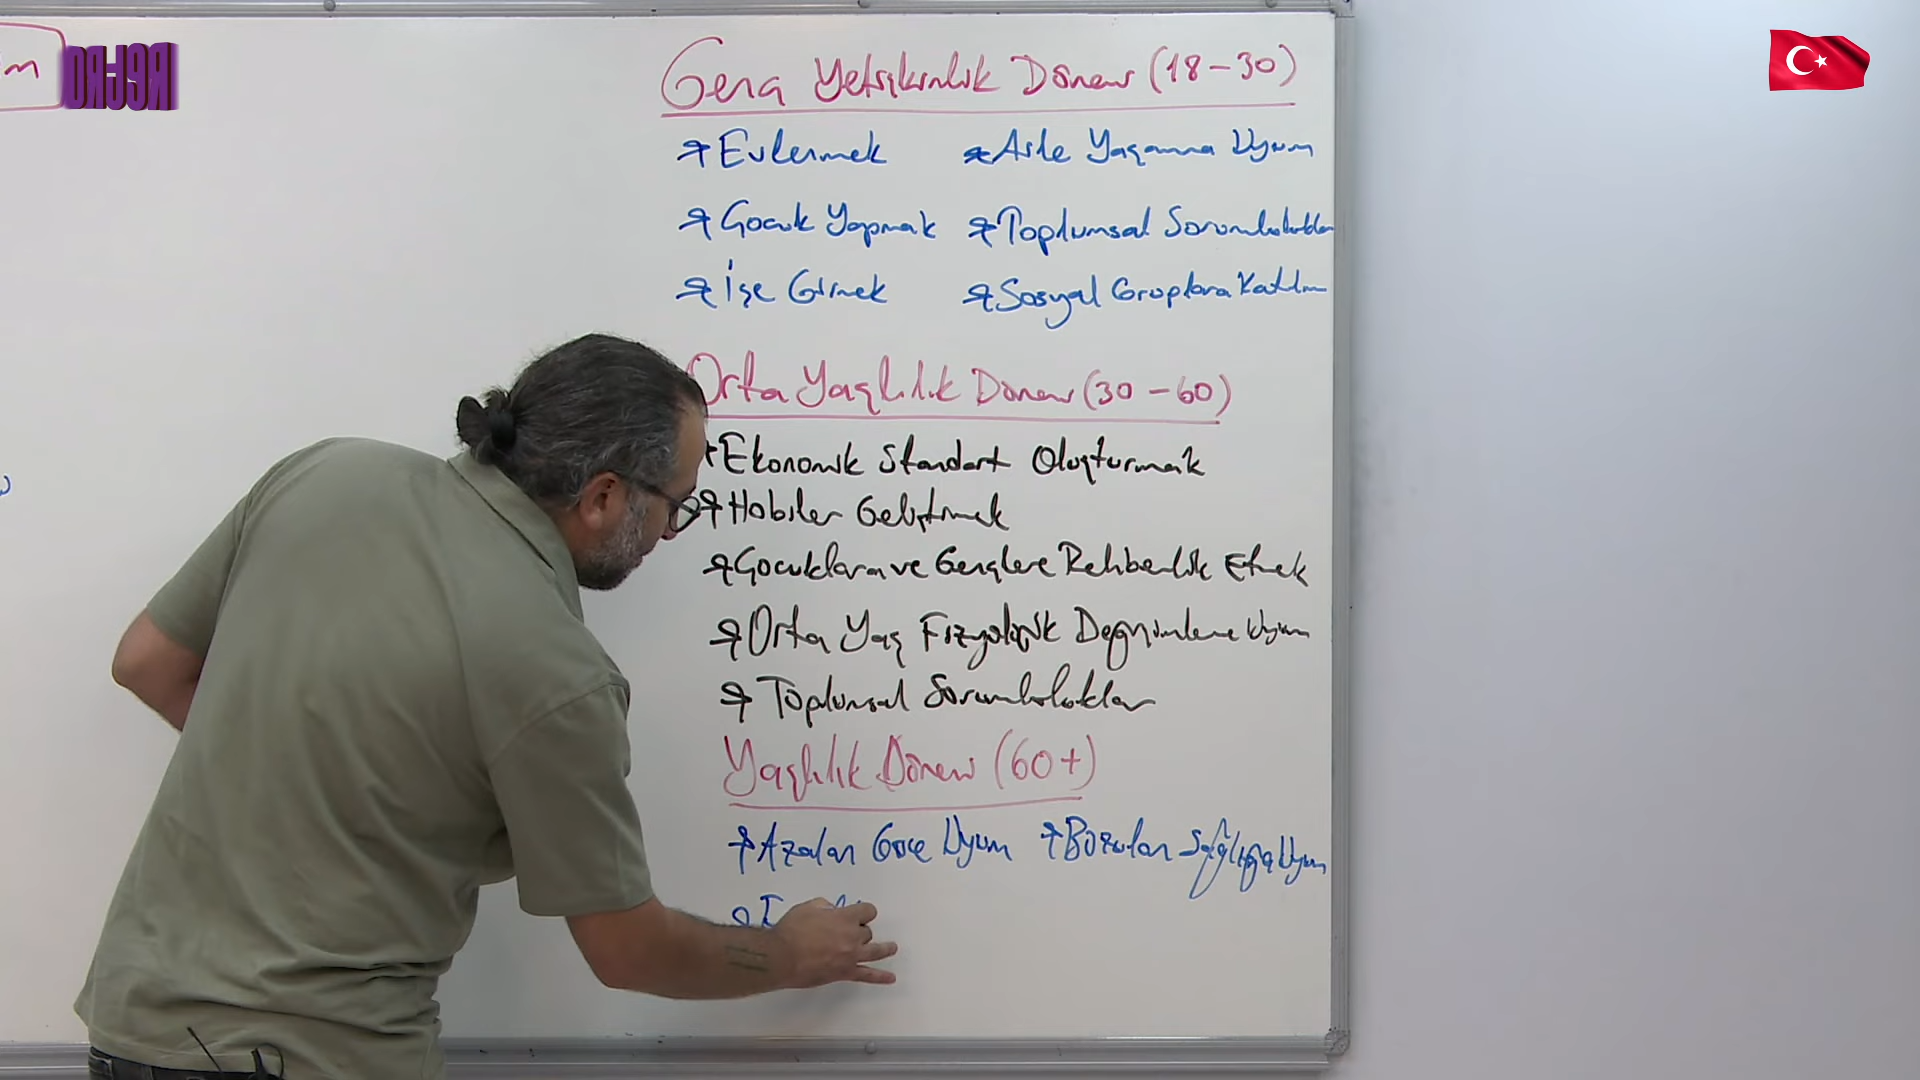 Genç Yetişkinlik Dönemi (18-30)
* Evlenmek * Aile Yaşamına Uyum
* Çocuk Yapmak * Toplumsal Sorumluluklar
* İşe Girmek * Sosyal Gruplara Katılım
Orta Yaşlılık Dönemi (30-60)
* Ekonomik Standart Oluşturmak
* Hobiler Geliştirmek
* Çocuklara ve Gençlere Rehberlik Etmek
* Orta Yaş Fizyolojik Değişimlere Uyum
* Toplumsal Sorumluluklar
Yaşlılık Dönemi (60+)
* Azalan Güce Uyum * Bozulan Sağlığa Uyum